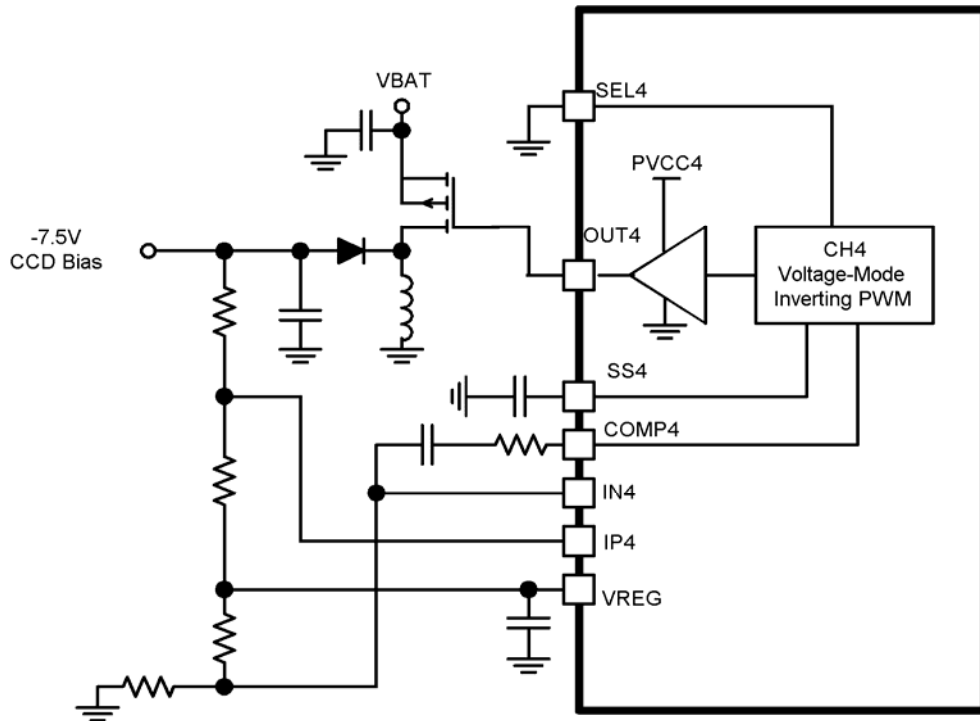 VBAT
SEL4
PVCC4
-7.5V
CCD Bias
OUT4
CH4
Voltage-Mode
Inverting PWM
SS4
COMP4
IN4
IP4
VREG